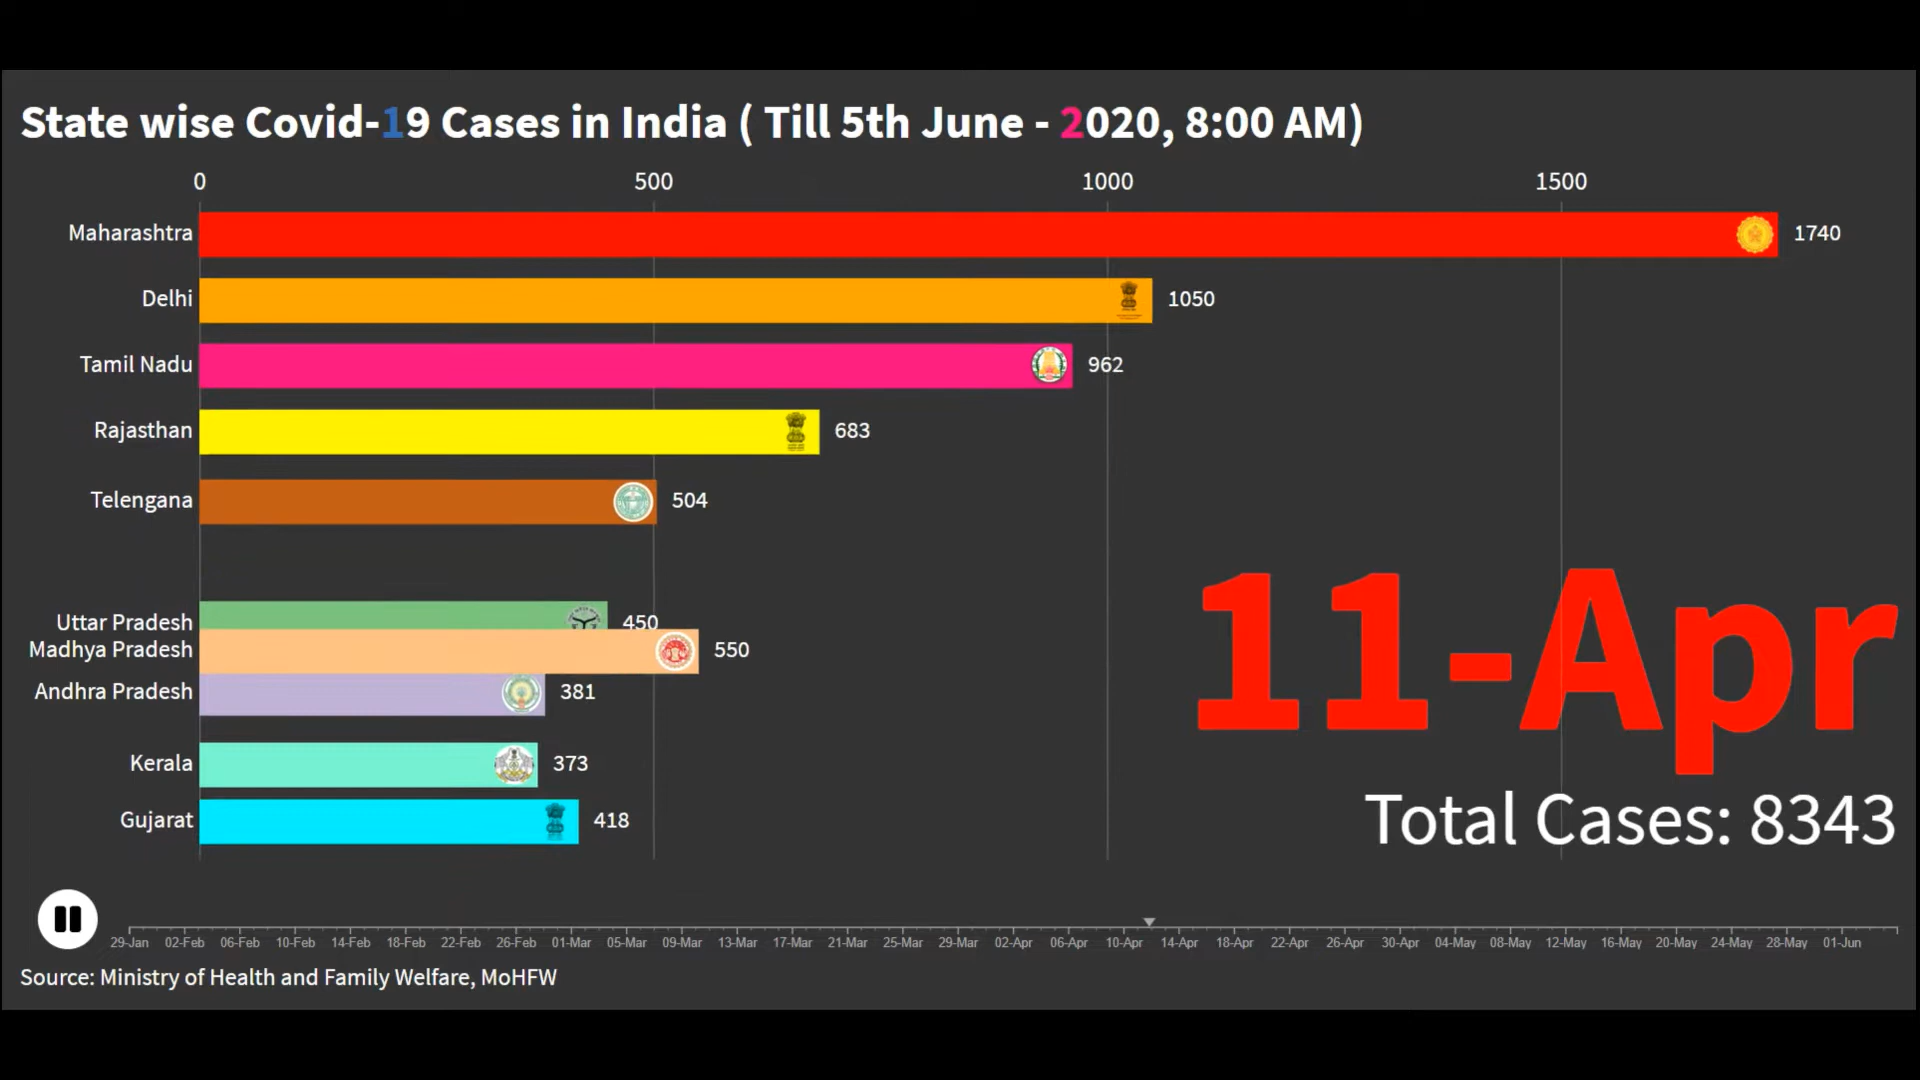 State wise Covid-19 Cases in India ( Till 5th June - 2020, 8:00 AM)
0 500 1000 1500
Maharashtra 1740
Delhi 1050
Tamil Nadu 962
Rajasthan 683
Telengana 504
Uttar Pradesh 450
Madhya Pradesh 550
Andhra Pradesh 381
Kerala 373
Gujarat 418
11-Apr
Total Cases: 8343
29-Jan 02-Feb 06-Feb 10-Feb 14-Feb 18-Feb 22-Feb 26-Feb 01-Mar 05-Mar 09-Mar 13-Mar 17-Mar 21-Mar 25-Mar 29-Mar 02-Apr 06-Apr 10-Apr 14-Apr 18-Apr 22-Apr 26-Apr 30-Apr 04-May 08-May 12-May 16-May 20-May 24-May 28-May 01-Jun
Source: Ministry of Health and Family Welfare, MoHFW